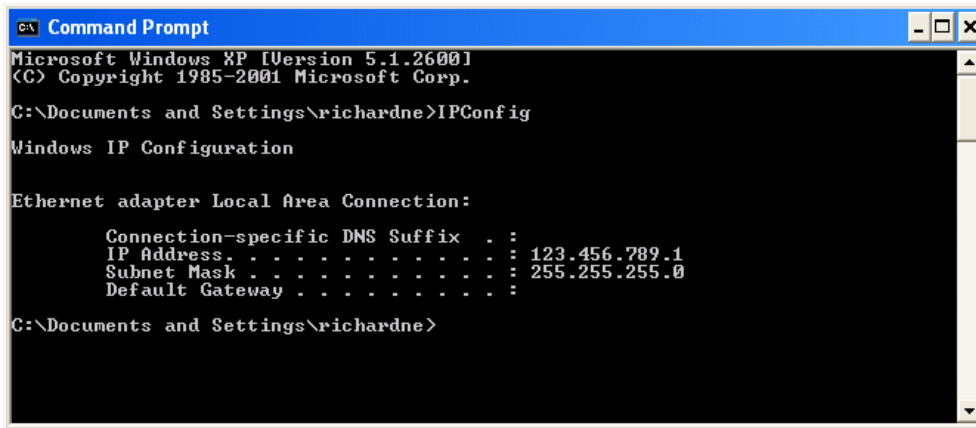 Command Prompt
Microsoft Windows XP [Version 5.1.2600]
(C) Copyright 1985-2001 Microsoft Corp.
C:\Documents and Settings\richardne>IPConfig
Windows IP Configuration
Ethernet adapter Local Area Connection:
Connection-specific DNS Suffix  . :
IP Address. . . . . . . . . . . . : 123.456.789.1
Subnet Mask . . . . . . . . . . . : 255.255.255.0
Default Gateway . . . . . . . . . :
C:\Documents and Settings\richardne>